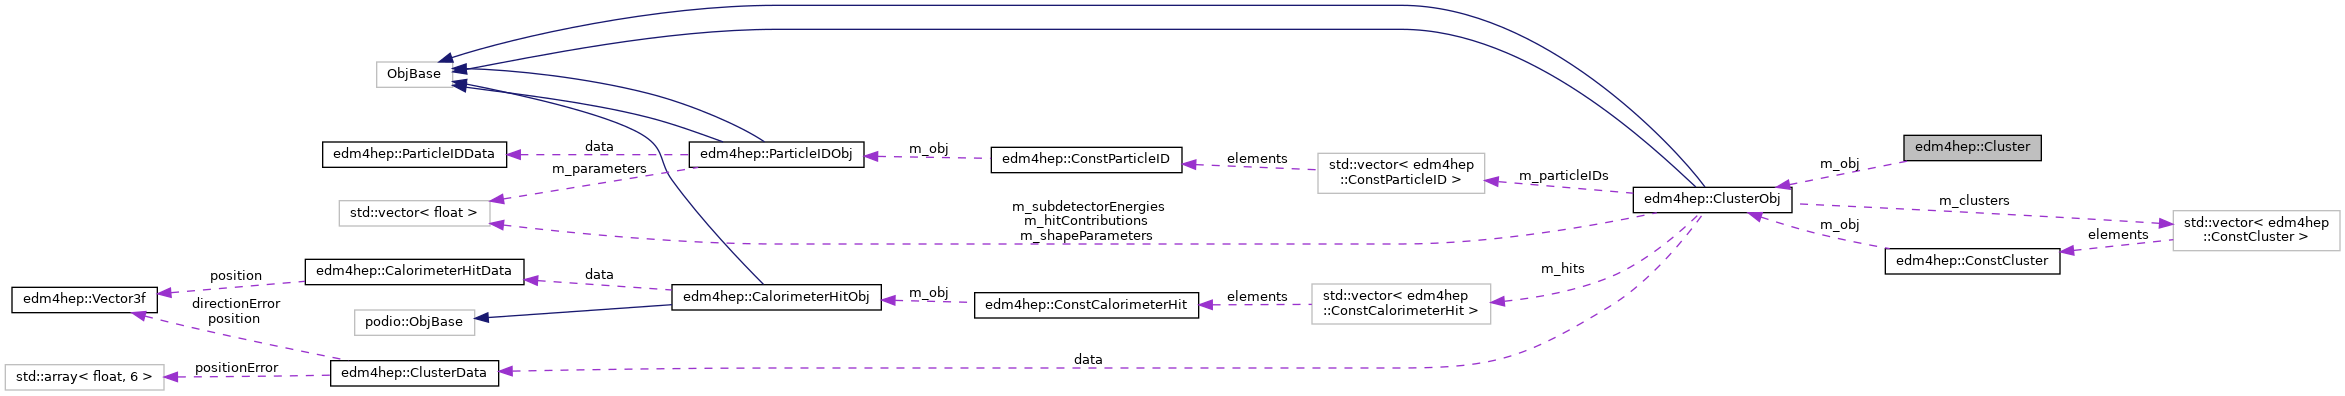 ObjBase
edm4hep::Cluster
edm4hep::ParticleIDData
data
edm4hep::ParticleIDObj
m_obj
edm4hep::ConstParticleID
elements
std::vector< edm4hep
::ConstParticleID >
m_particleIDs
m_obj
m_parameters
edm4hep::ClusterObj
m_clusters
std::vector< float >
m_subdetectorEnergies
m_hitContributions
m_shapeParameters
m_obj
elements
std::vector< edm4hep
::ConstCluster >
edm4hep::ConstCluster
edm4hep::CalorimeterHitData
position
data
m_hits
edm4hep::Vector3f
directionError
position
edm4hep::CalorimeterHitObj
m_obj
edm4hep::ConstCalorimeterHit
elements
std::vector< edm4hep
::ConstCalorimeterHit >
podio::ObjBase
data
std::array< float, 6 >
positionError
edm4hep::ClusterData